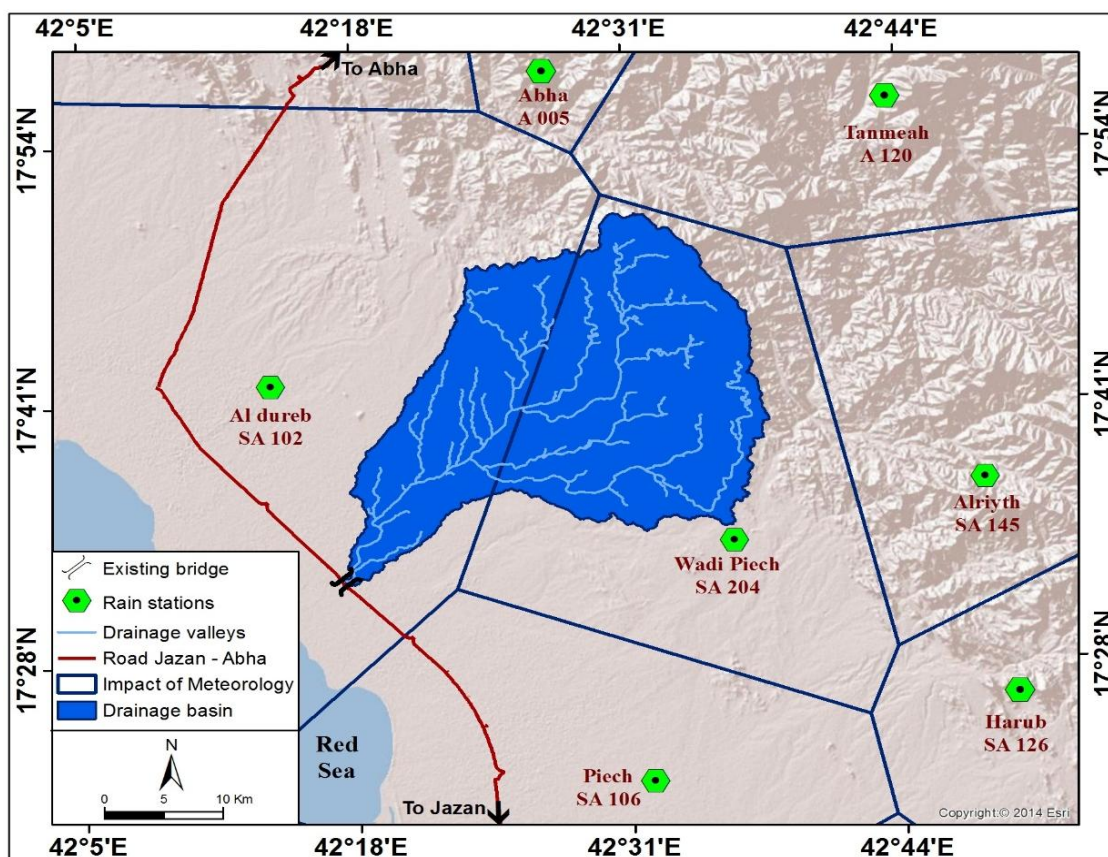 42°5'E
42°18'E
42°31'E
42°44'E
To Abha
Abha
A 005
Tanmeah
A 120
17°54'N
17°54'N
17°41'N
17°41'N
Al dureb
SA 102
Alriyth
SA 145
Wadi Piech
SA 204
Existing bridge
Rain stations
Drainage valleys
Road Jazan - Abha
Impact of Meteorology
Drainage basin
17°28'N
17°28'N
Harub
SA 126
Red
Sea
N
0 5 10 Km
Piech
SA 106
To Jazan
Copyright:© 2014 Esri
42°5'E
42°18'E
42°31'E
42°44'E